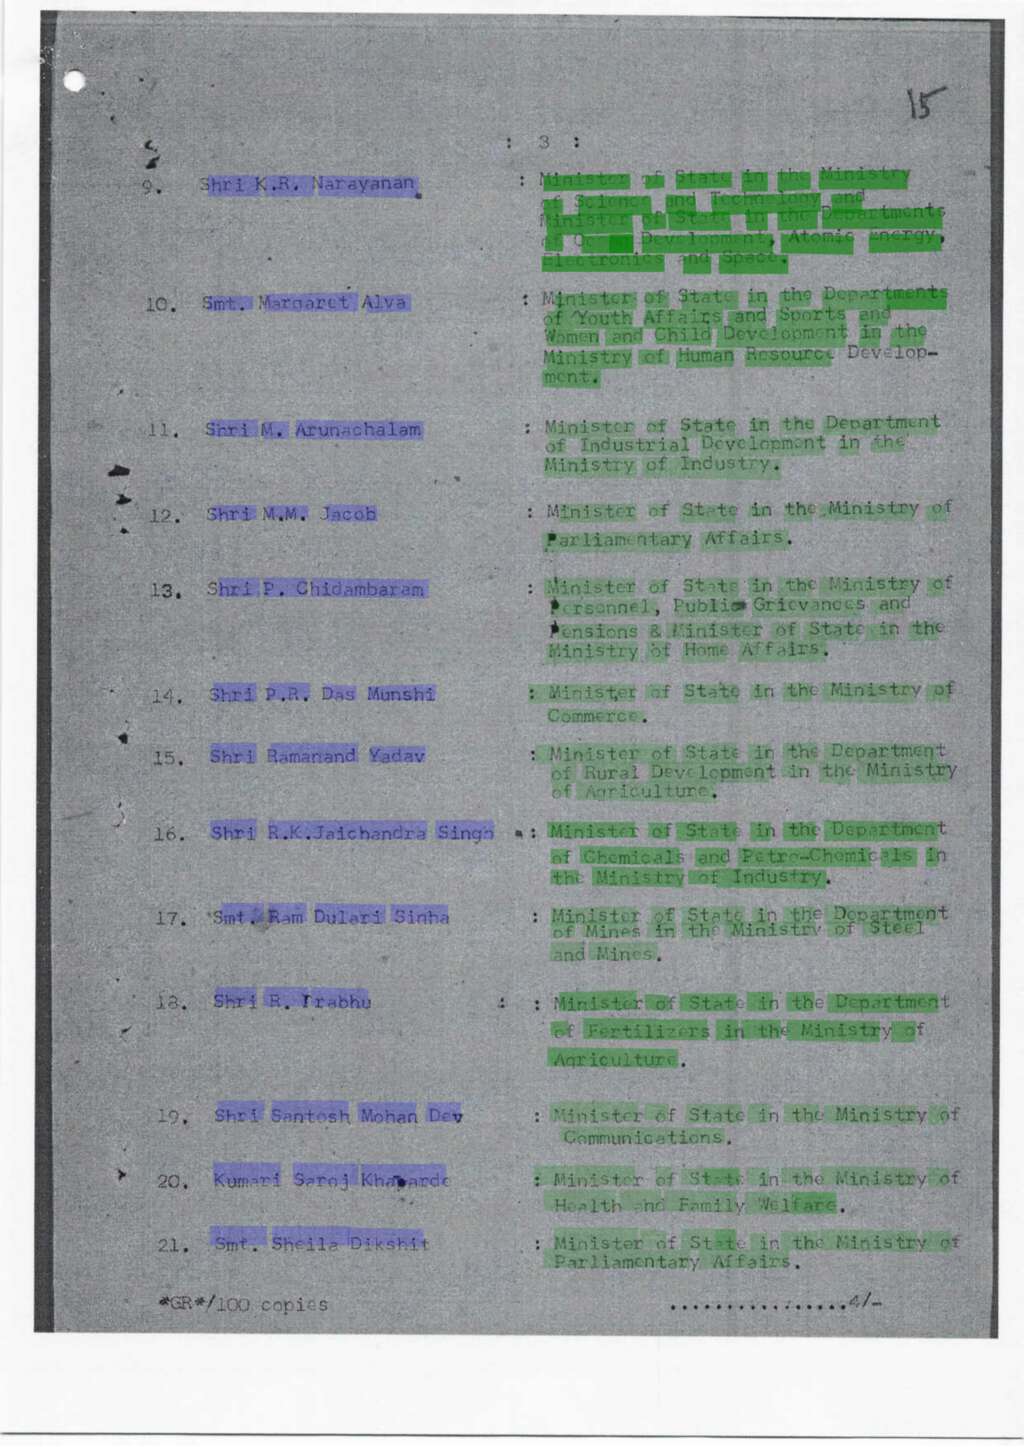 15
: 3 :
9. Shri K.R. Narayanan : Minister of State in the Ministry
of Science and Technology and
Minister of State in the Departments
of Ocean Development, Atomic Energy,
Electronics and Space.
10. Smt. Margaret Alva : Minister of State in the Departments
of Youth Affairs and Sports and
Women and Child Development in the
Ministry of Human Resource Develop-
ment.
11. Shri M. Arunachalam : Minister of State in the Department
of Industrial Development in the
Ministry of Industry.
12. Shri M.M. Jacob : Minister of State in the Ministry of
Parliamentary Affairs.
13. Shri P. Chidambaram : Minister of State in the Ministry of
Personnel, Public Grievances and
Pensions & Minister of State in the
Ministry of Home Affairs.
14. Shri P.R. Das Munshi : Minister of State in the Ministry of
Commerce.
15. Shri Ramanand Yadav : Minister of State in the Department
of Rural Development in the Ministry
of Agriculture.
16. Shri R.K.Jaichandra Singh : Minister of State in the Department
of Chemicals and Petro-Chemicals in
the Ministry of Industry.
17. Smt. Ram Dulari Sinha : Minister of State in the Department
of Mines in the Ministry of Steel
and Mines.
18. Shri R. Prabhu : : Minister of State in the Department
of Fertilizers in the Ministry of
Agriculture.
19. Shri Santosh Mohan Dev : Minister of State in the Ministry of
Communications.
20. Kumari Saroj Khaparde : Minister of State in the Ministry of
Health and Family Welfare.
21. Smt. Sheila Dikshit : Minister of State in the Ministry of
Parliamentary Affairs.
*GR*/100 copies .................4/-